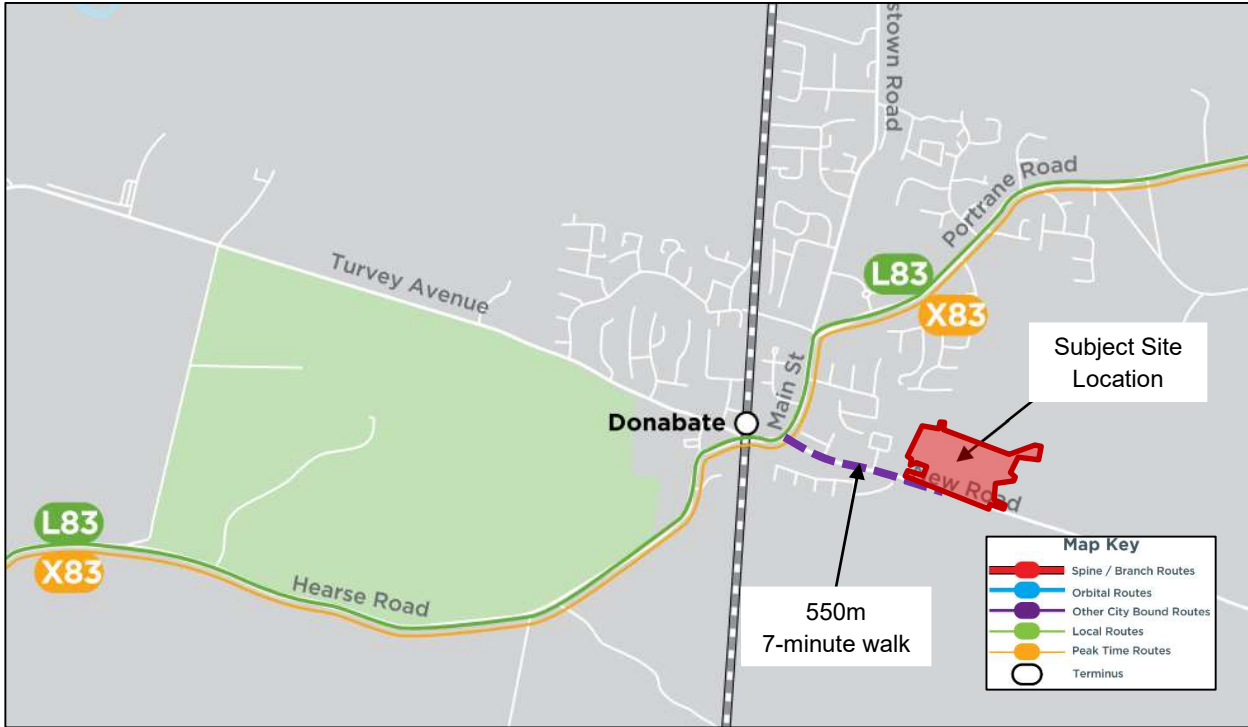 stown Road
Portrane Road
Turvey Avenue
L83
X83
Subject Site
Location
Main St
Donabate
New Road
L83
X83
Hearse Road
550m
7-minute walk
Map Key
Spine / Branch Routes
Orbital Routes
Other City Bound Routes
Local Routes
Peak Time Routes
Terminus